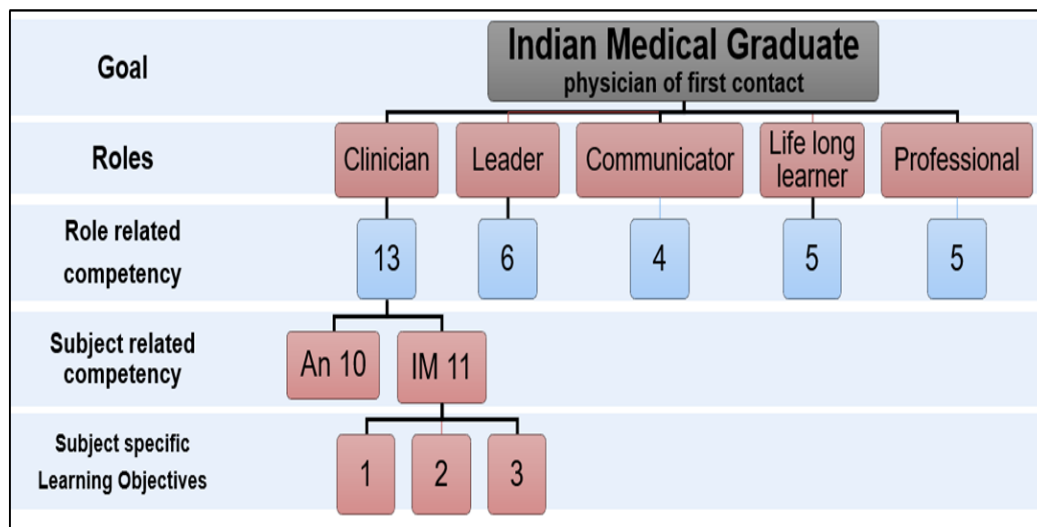 Goal
Indian Medical Graduate
physician of first contact
Roles
Clinician
Leader
Communicator
Life long
learner
Professional
Role related
competency
13
6
4
5
5
Subject related
competency
An 10
IM 11
Subject specific
Learning Objectives
1
2
3